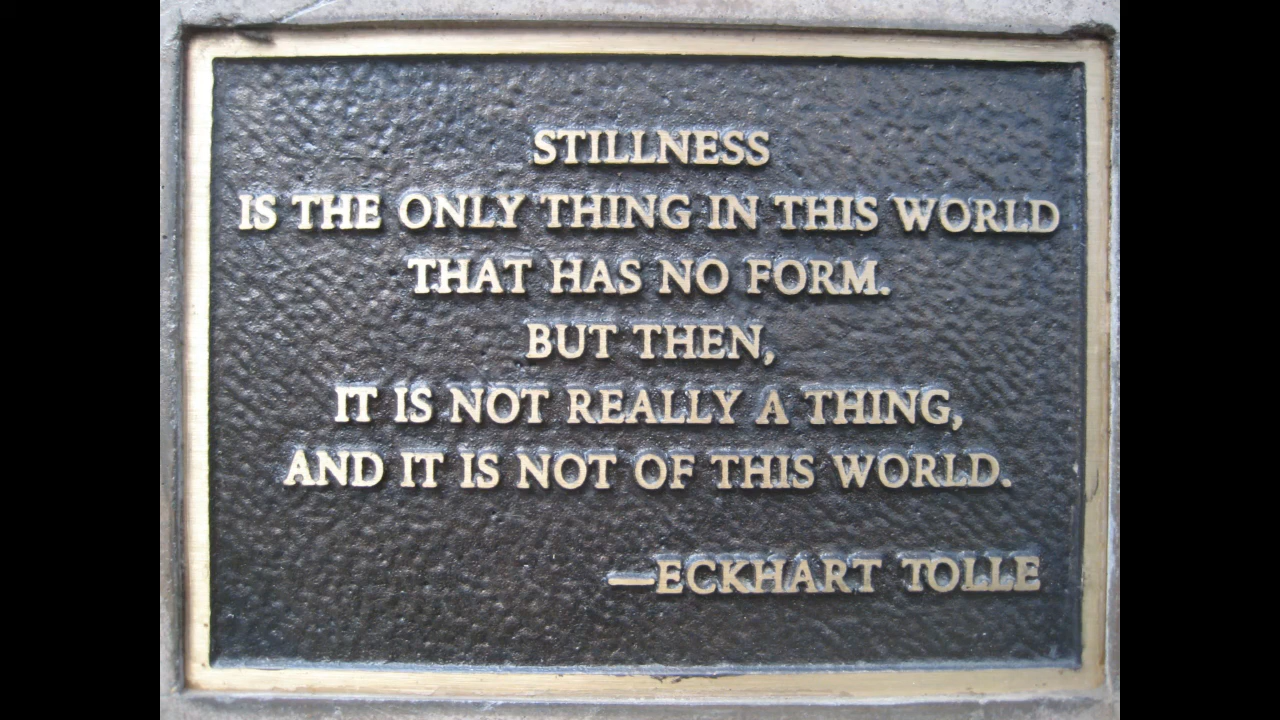 STILLNESS
IS THE ONLY THING IN THIS WORLD
THAT HAS NO FORM.
BUT THEN,
IT IS NOT REALLY A THING,
AND IT IS NOT OF THIS WORLD.
—ECKHART TOLLE